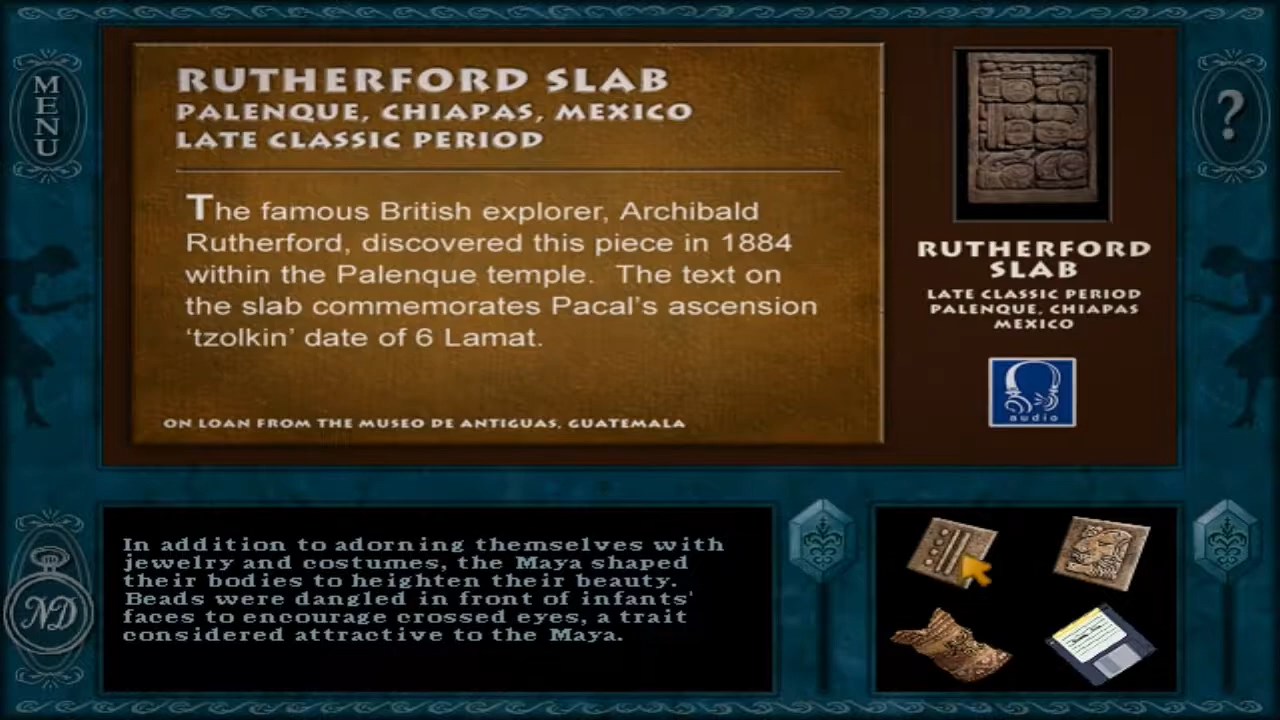 MENU
RUTHERFORD SLAB
PALENQUE, CHIAPAS, MEXICO
LATE CLASSIC PERIOD
The famous British explorer, Archibald
Rutherford, discovered this piece in 1884
within the Palenque temple.  The text on
the slab commemorates Pacal's ascension
'tzolkin' date of 6 Lamat.
ON LOAN FROM THE MUSEO DE ANTIGUAS, GUATEMALA
RUTHERFORD
SLAB
LATE CLASSIC PERIOD
PALENQUE, CHIAPAS
MEXICO
audio
?
In addition to adorning themselves with
jewelry and costumes, the Maya shaped
their bodies to heighten their beauty.
Beads were dangled in front of infants'
faces to encourage crossed eyes, a trait
considered attractive to the Maya.
ND